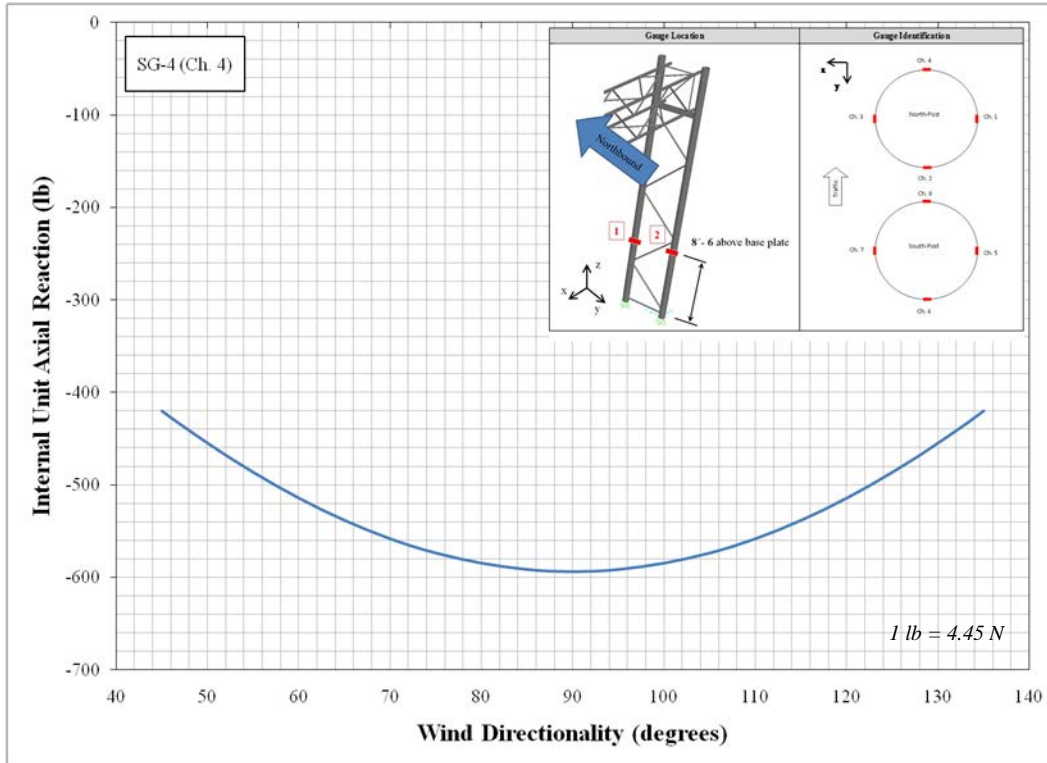 SG-4 (Ch. 4)
Internal Unit Axial Reaction (lb)
0
-100
-200
-300
-400
-500
-600
-700
40
50
60
70
80
90
100
110
120
130
140
Wind Directionality (degrees)
1 lb = 4.45 N
Gauge Location
Gauge Identification
Northbound
1
2
8`- 6 above base plate
z
x
y
x
y
Ch. 4
North-Post
Ch. 3
Ch. 1
Ch. 2
Traffic
Ch. 8
South-Post
Ch. 7
Ch. 5
Ch. 6